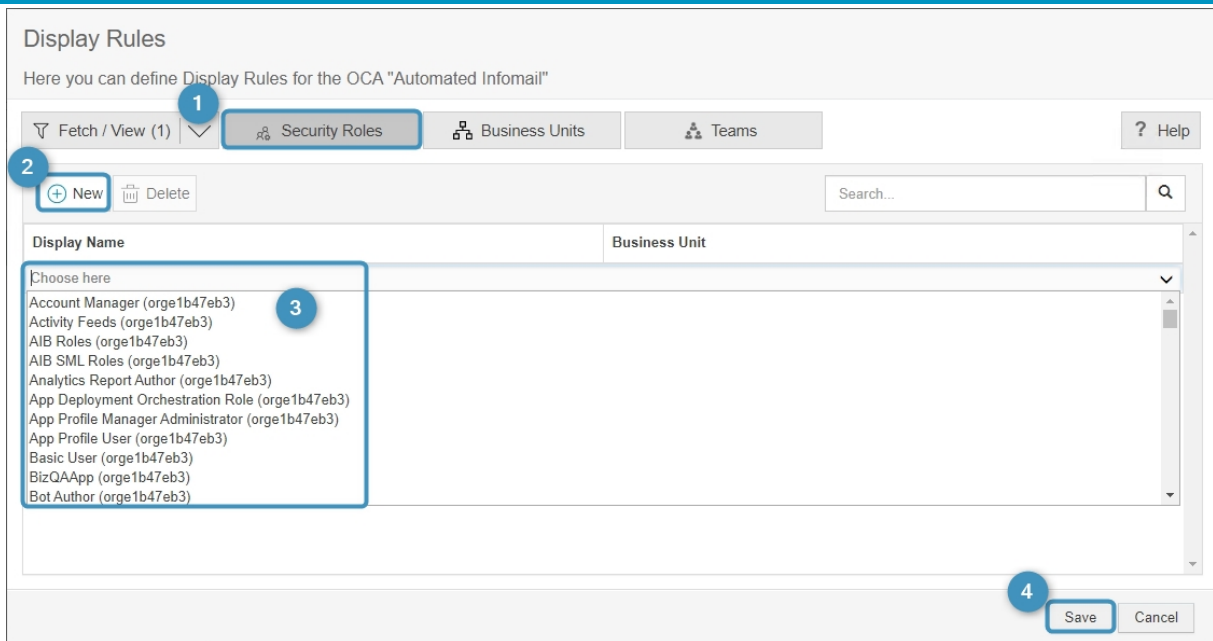 Display Rules
Here you can define Display Rules for the OCA "Automated Infomail"
1
Fetch / View (1) Security Roles Business Units Teams ? Help
2
New Delete Search...
Display Name Business Unit
Choose here
3
Account Manager (orge1b47eb3)
Activity Feeds (orge1b47eb3)
AIB Roles (orge1b47eb3)
AIB SML Roles (orge1b47eb3)
Analytics Report Author (orge1b47eb3)
App Deployment Orchestration Role (orge1b47eb3)
App Profile Manager Administrator (orge1b47eb3)
App Profile User (orge1b47eb3)
Basic User (orge1b47eb3)
BizQAApp (orge1b47eb3)
Bot Author (orge1b47eb3)
4
Save Cancel